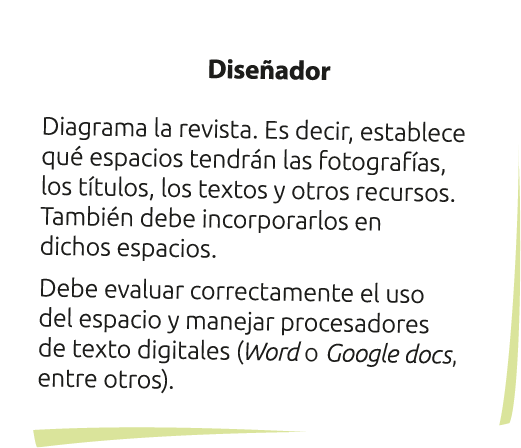 Diseñador
Diagrama la revista. Es decir, establece
qué espacios tendrán las fotografías,
los títulos, los textos y otros recursos.
También debe incorporarlos en
dichos espacios.
Debe evaluar correctamente el uso
del espacio y manejar procesadores
de texto digitales (Word o Google docs,
entre otros).